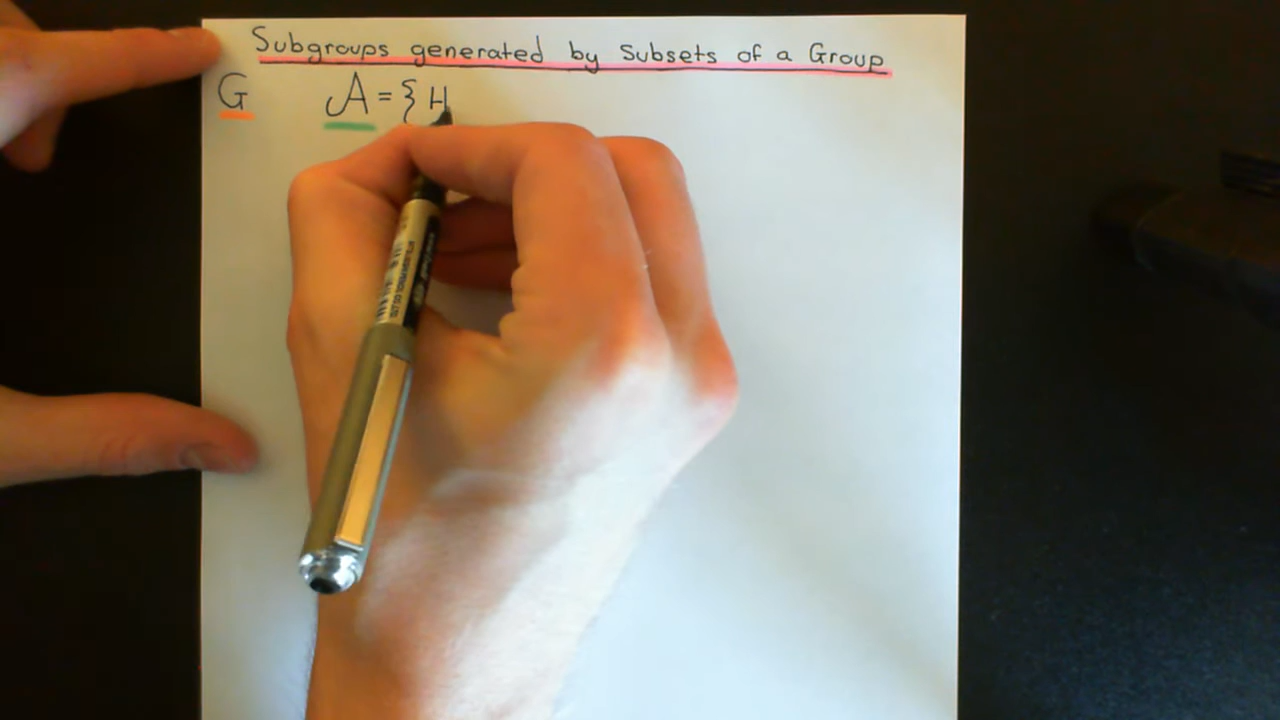 Subgroups generated by Subsets of a Group
G A = { H